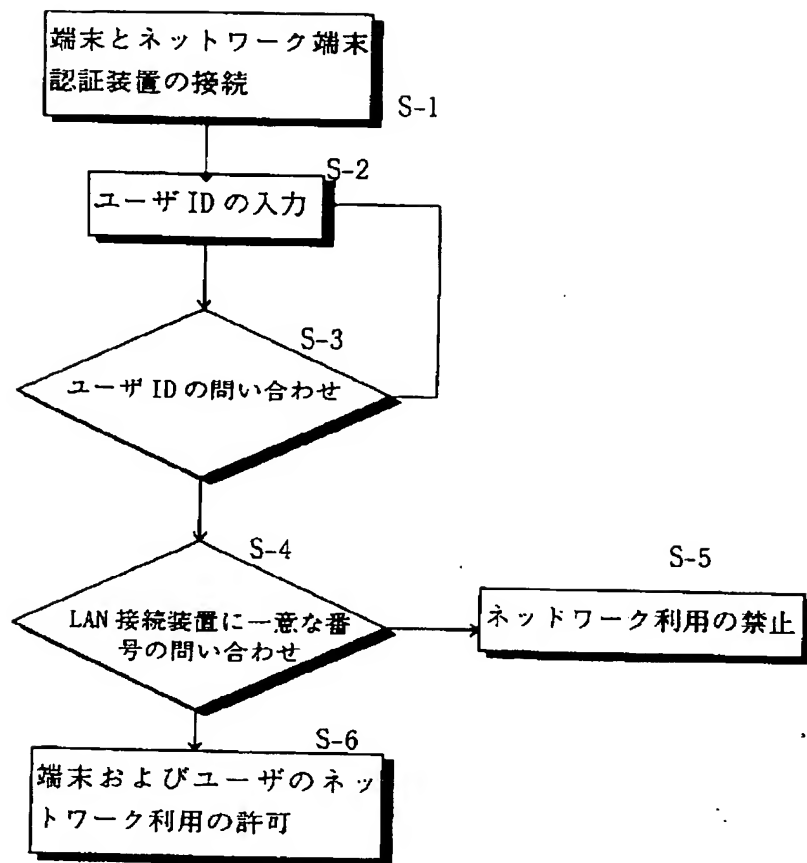 端末とネットワーク端末
認証装置の接続
S-1
S-2
ユーザ IDの入力
S-3
ユーザ IDの問い合わせ
S-4
LAN 接続装置に一意な番
号の問い合わせ
S-5
ネッドワーク利用の禁止
S-6
端末およびユーザのネッ
トワーク利用の許可